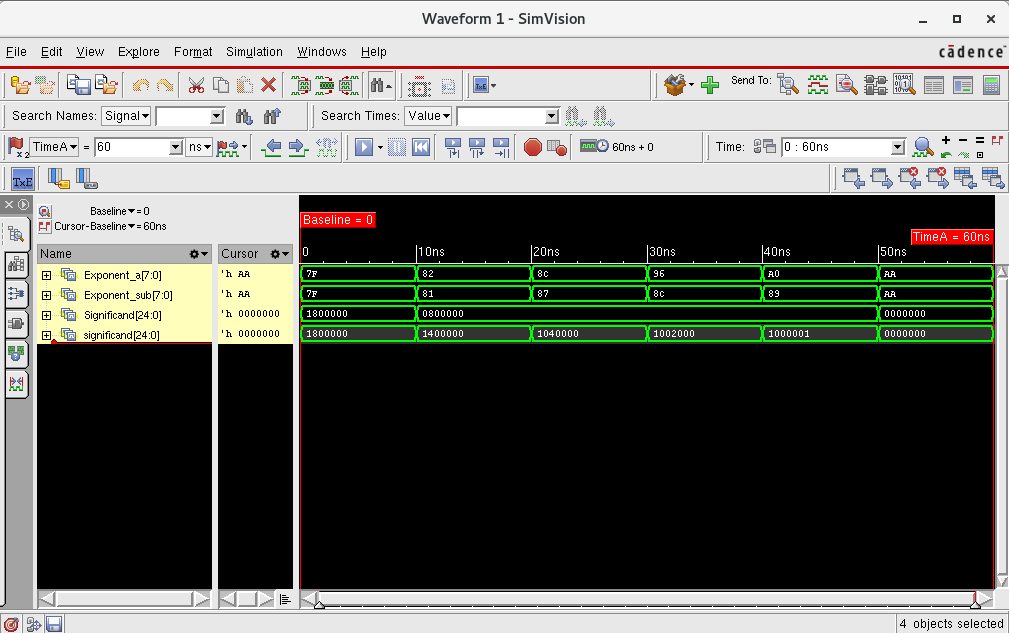 Waveform 1 - SimVision
File Edit View Explore Format Simulation Windows Help cādence
Send To:
Search Names: Signal Search Times: Value
TimeA = 60 ns 60ns + 0 Time: 0 : 60ns
TxE
Baseline = 0
Cursor-Baseline = 60ns
Baseline = 0
TimeA = 60ns
Name Cursor 0 10ns 20ns 30ns 40ns 50ns
Exponent_a[7:0] 'h AA 7F 82 8C 96 A0 AA
Exponent_sub[7:0] 'h AA 7F 81 87 8C 89 AA
Significand[24:0] 'h 0000000 1800000 0800000 0000000
significand[24:0] 'h 0000000 1800000 1400000 1040000 1002000 1000001 0000000
4 objects selected